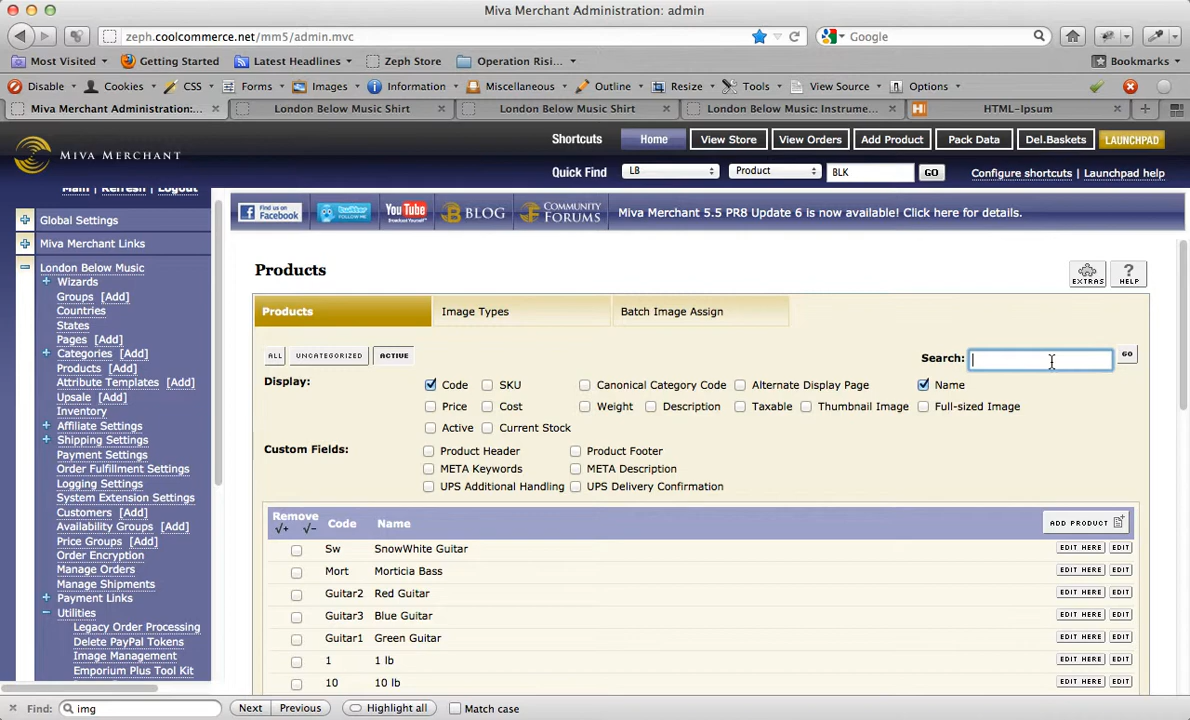 Miva Merchant Administration: admin
zeph.coolcommerce.net/mm5/admin.mvc
Google
Most Visited
Getting Started
Latest Headlines
Zeph Store
Operation Risi...
Bookmarks
Disable
Cookies
CSS
Forms
Images
Information
Miscellaneous
Outline
Resize
Tools
View Source
Options
Miva Merchant Administration:...
London Below Music Shirt
London Below Music Shirt
London Below Music: Instrume...
HTML-Ipsum
MIVA MERCHANT
Shortcuts
Home
View Store
View Orders
Add Product
Pack Data
Del.Baskets
LAUNCHPAD
Quick Find
LB
Product
BLK
GO
Configure shortcuts
Launchpad help
Main | Refresh | Logout
Find us on Facebook
twitter
FOLLOW ME
YouTube
Broadcast Yourself
BLOG
COMMUNITY FORUMS
Miva Merchant 5.5 PR8 Update 6 is now available! Click here for details.
Global Settings
Miva Merchant Links
London Below Music
Wizards
Groups [Add]
Countries
States
Pages [Add]
Categories [Add]
Products [Add]
Attribute Templates [Add]
Upsale [Add]
Inventory
Affiliate Settings
Shipping Settings
Payment Settings
Order Fulfillment Settings
Logging Settings
System Extension Settings
Customers [Add]
Availability Groups [Add]
Price Groups [Add]
Order Encryption
Manage Orders
Manage Shipments
Payment Links
Utilities
Legacy Order Processing
Delete PayPal Tokens
Image Management
Emporium Plus Tool Kit
Products
EXTRAS
HELP
Products
Image Types
Batch Image Assign
ALL
UNCATEGORIZED
ACTIVE
Search:
GO
Display:
Code
SKU
Canonical Category Code
Alternate Display Page
Name
Price
Cost
Weight
Description
Taxable
Thumbnail Image
Full-sized Image
Active
Current Stock
Custom Fields:
Product Header
Product Footer
META Keywords
META Description
UPS Additional Handling
UPS Delivery Confirmation
Remove
Code
Name
ADD PRODUCT
Sw SnowWhite Guitar EDIT HERE EDIT
Mort Morticia Bass EDIT HERE EDIT
Guitar2 Red Guitar EDIT HERE EDIT
Guitar3 Blue Guitar EDIT HERE EDIT
Guitar1 Green Guitar EDIT HERE EDIT
1 1 lb EDIT HERE EDIT
10 10 lb EDIT HERE EDIT
Find:
img
Next
Previous
Highlight all
Match case